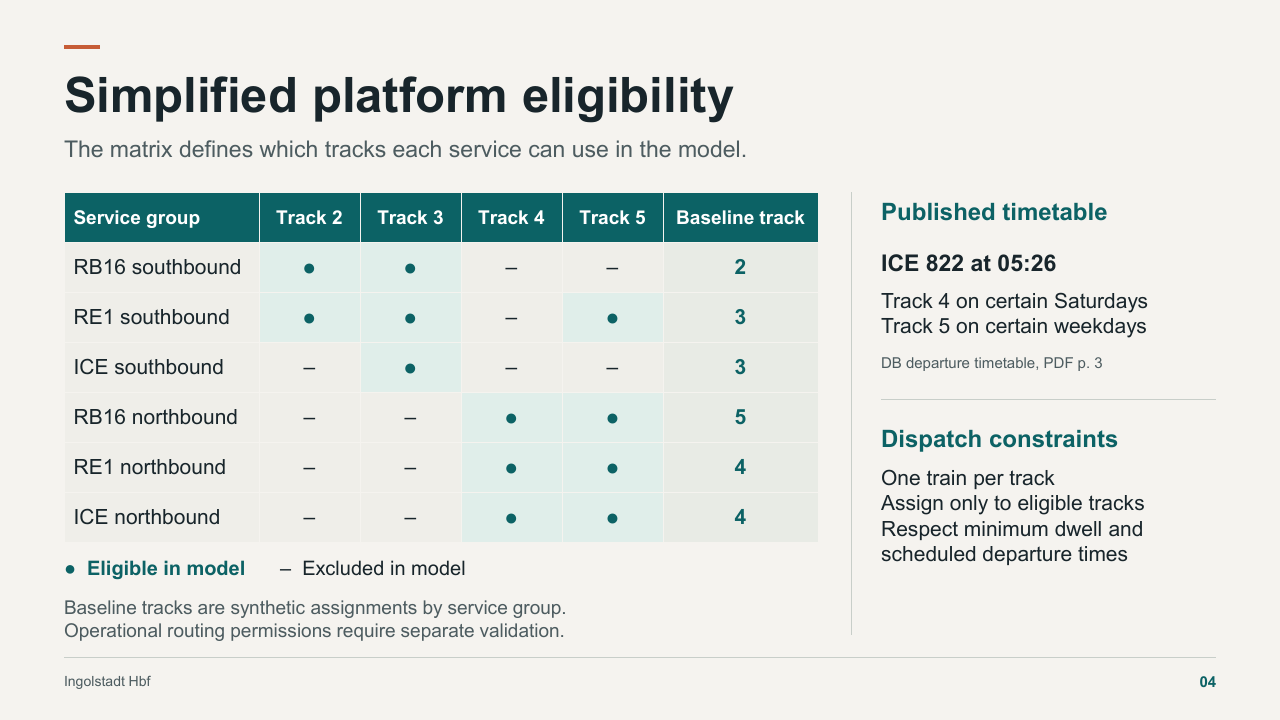 Simplified platform eligibility
The matrix defines which tracks each service can use in the model.
Service group Track 2 Track 3 Track 4 Track 5 Baseline track
RB16 southbound ● ● – – 2
RE1 southbound ● ● – ● 3
ICE southbound – ● – – 3
RB16 northbound – – ● ● 5
RE1 northbound – – ● ● 4
ICE northbound – – ● ● 4
● Eligible in model – Excluded in model
Baseline tracks are synthetic assignments by service group.
Operational routing permissions require separate validation.
Published timetable
ICE 822 at 05:26
Track 4 on certain Saturdays
Track 5 on certain weekdays
DB departure timetable, PDF p. 3
Dispatch constraints
One train per track
Assign only to eligible tracks
Respect minimum dwell and
scheduled departure times
Ingolstadt Hbf
04